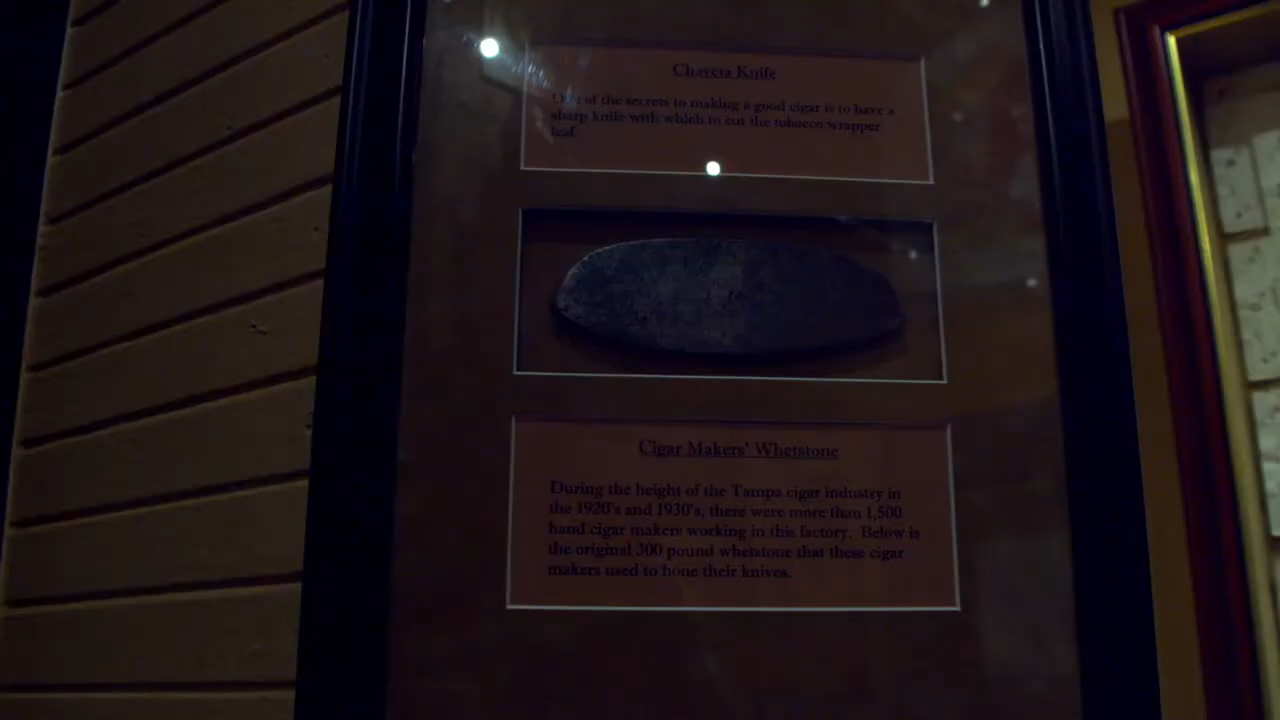 Chaveta Knife
One of the secrets to making a good cigar is to have a
sharp knife with which to cut the tobacco wrapper
leaf.
Cigar Makers' Whetstone
During the height of the Tampa cigar industry in
the 1920's and 1930's, there were more than 1,500
hand cigar makers working in this factory. Below is
the original 300 pound whetstone that these cigar
makers used to hone their knives.